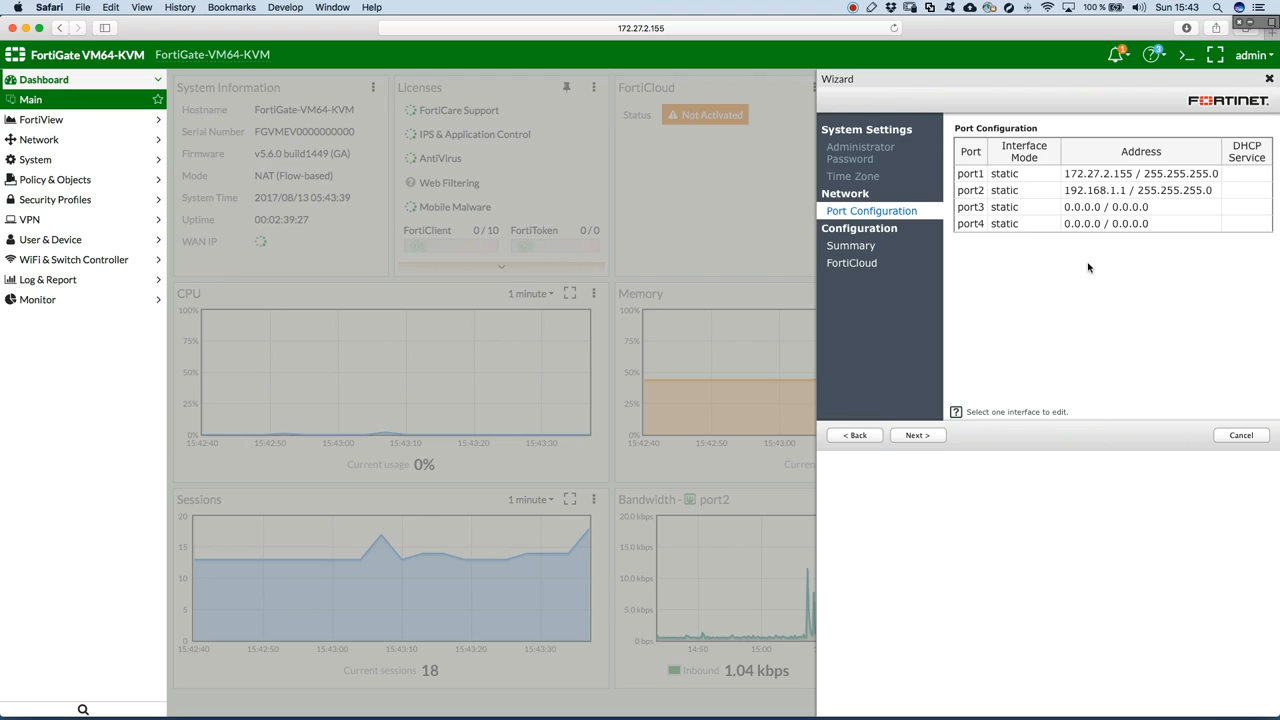 Safari File Edit View History Bookmarks Develop Window Help 100 % Sun 15:43
172.27.2.155
FortiGate VM64-KVM FortiGate-VM64-KVM 1 3 >_ admin
Dashboard
Main
FortiView
Network
System
Policy & Objects
Security Profiles
VPN
User & Device
WiFi & Switch Controller
Log & Report
Monitor
System Information
Hostname FortiGate-VM64-KVM
Serial Number FGVMEV0000000000
Firmware v5.6.0 build1449 (GA)
Mode NAT (Flow-based)
System Time 2017/08/13 05:43:39
Uptime 00:02:39:27
WAN IP
Licenses
FortiCare Support
IPS & Application Control
AntiVirus
Web Filtering
Mobile Malware
FortiClient 0 / 10 FortiToken 0 / 0
FortiCloud
Status Not Activated
CPU 1 minute
100%
75%
50%
25%
0%
15:42:40 15:42:50 15:43:00 15:43:10 15:43:20 15:43:30
Current usage 0%
Memory
100%
75%
50%
25%
0%
15:42:40 15:42:50 15:43:00
Curren
Sessions 1 minute
20
15
10
5
0
15:42:40 15:42:50 15:43:00 15:43:10 15:43:20 15:43:30
Current sessions 18
Bandwidth - port2
20.0 kbps
15.0 kbps
10.0 kbps
5.0 kbps
0 bps
14:50 15:00
Inbound 1.04 kbps
Wizard
FORTINET
System Settings
Administrator
Password
Time Zone
Network
Port Configuration
Configuration
Summary
FortiCloud
Port Configuration
Port Interface Mode Address DHCP Service
port1 static 172.27.2.155 / 255.255.255.0
port2 static 192.168.1.1 / 255.255.255.0
port3 static 0.0.0.0 / 0.0.0.0
port4 static 0.0.0.0 / 0.0.0.0
? Select one interface to edit.
< Back Next > Cancel